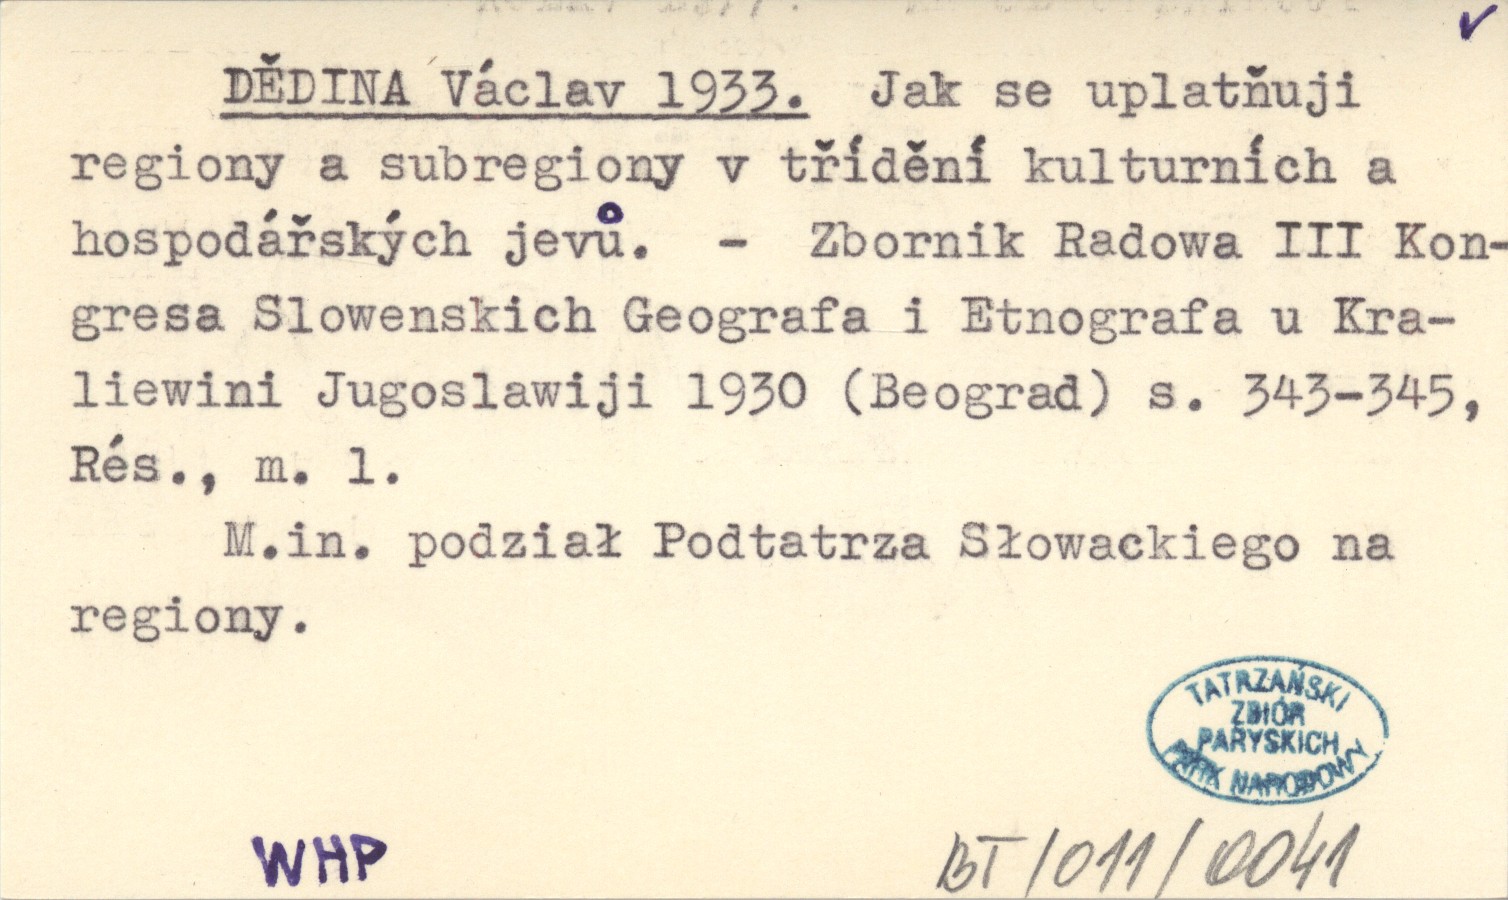 ✓
DĚDINA Václav 1933. Jak se uplatňuji
regiony a subregiony v třídění kulturních a
hospodářských jevů. - Zbornik Radowa III Kon-
gresa Slowenskich Geografa i Etnografa u Kra-
liewini Jugoslawiji 1930 (Beograd) s. 343-345,
Rés., m. l.
M.in. podział Podtatrza Słowackiego na
regiony.
TATRZAŃSKI
ZBIÓR
PARYSKICH
PARK NARODOWY
WHP
BT/011/0041